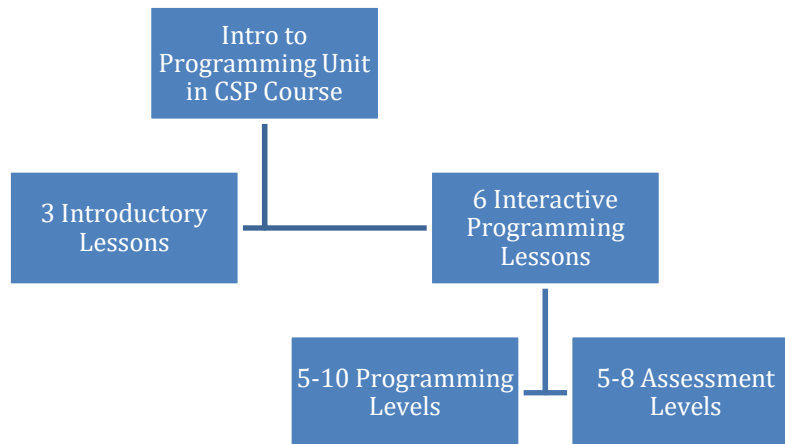 Intro to
Programming Unit
in CSP Course
3 Introductory
Lessons
6 Interactive
Programming
Lessons
5-10 Programming
Levels
5-8 Assessment
Levels